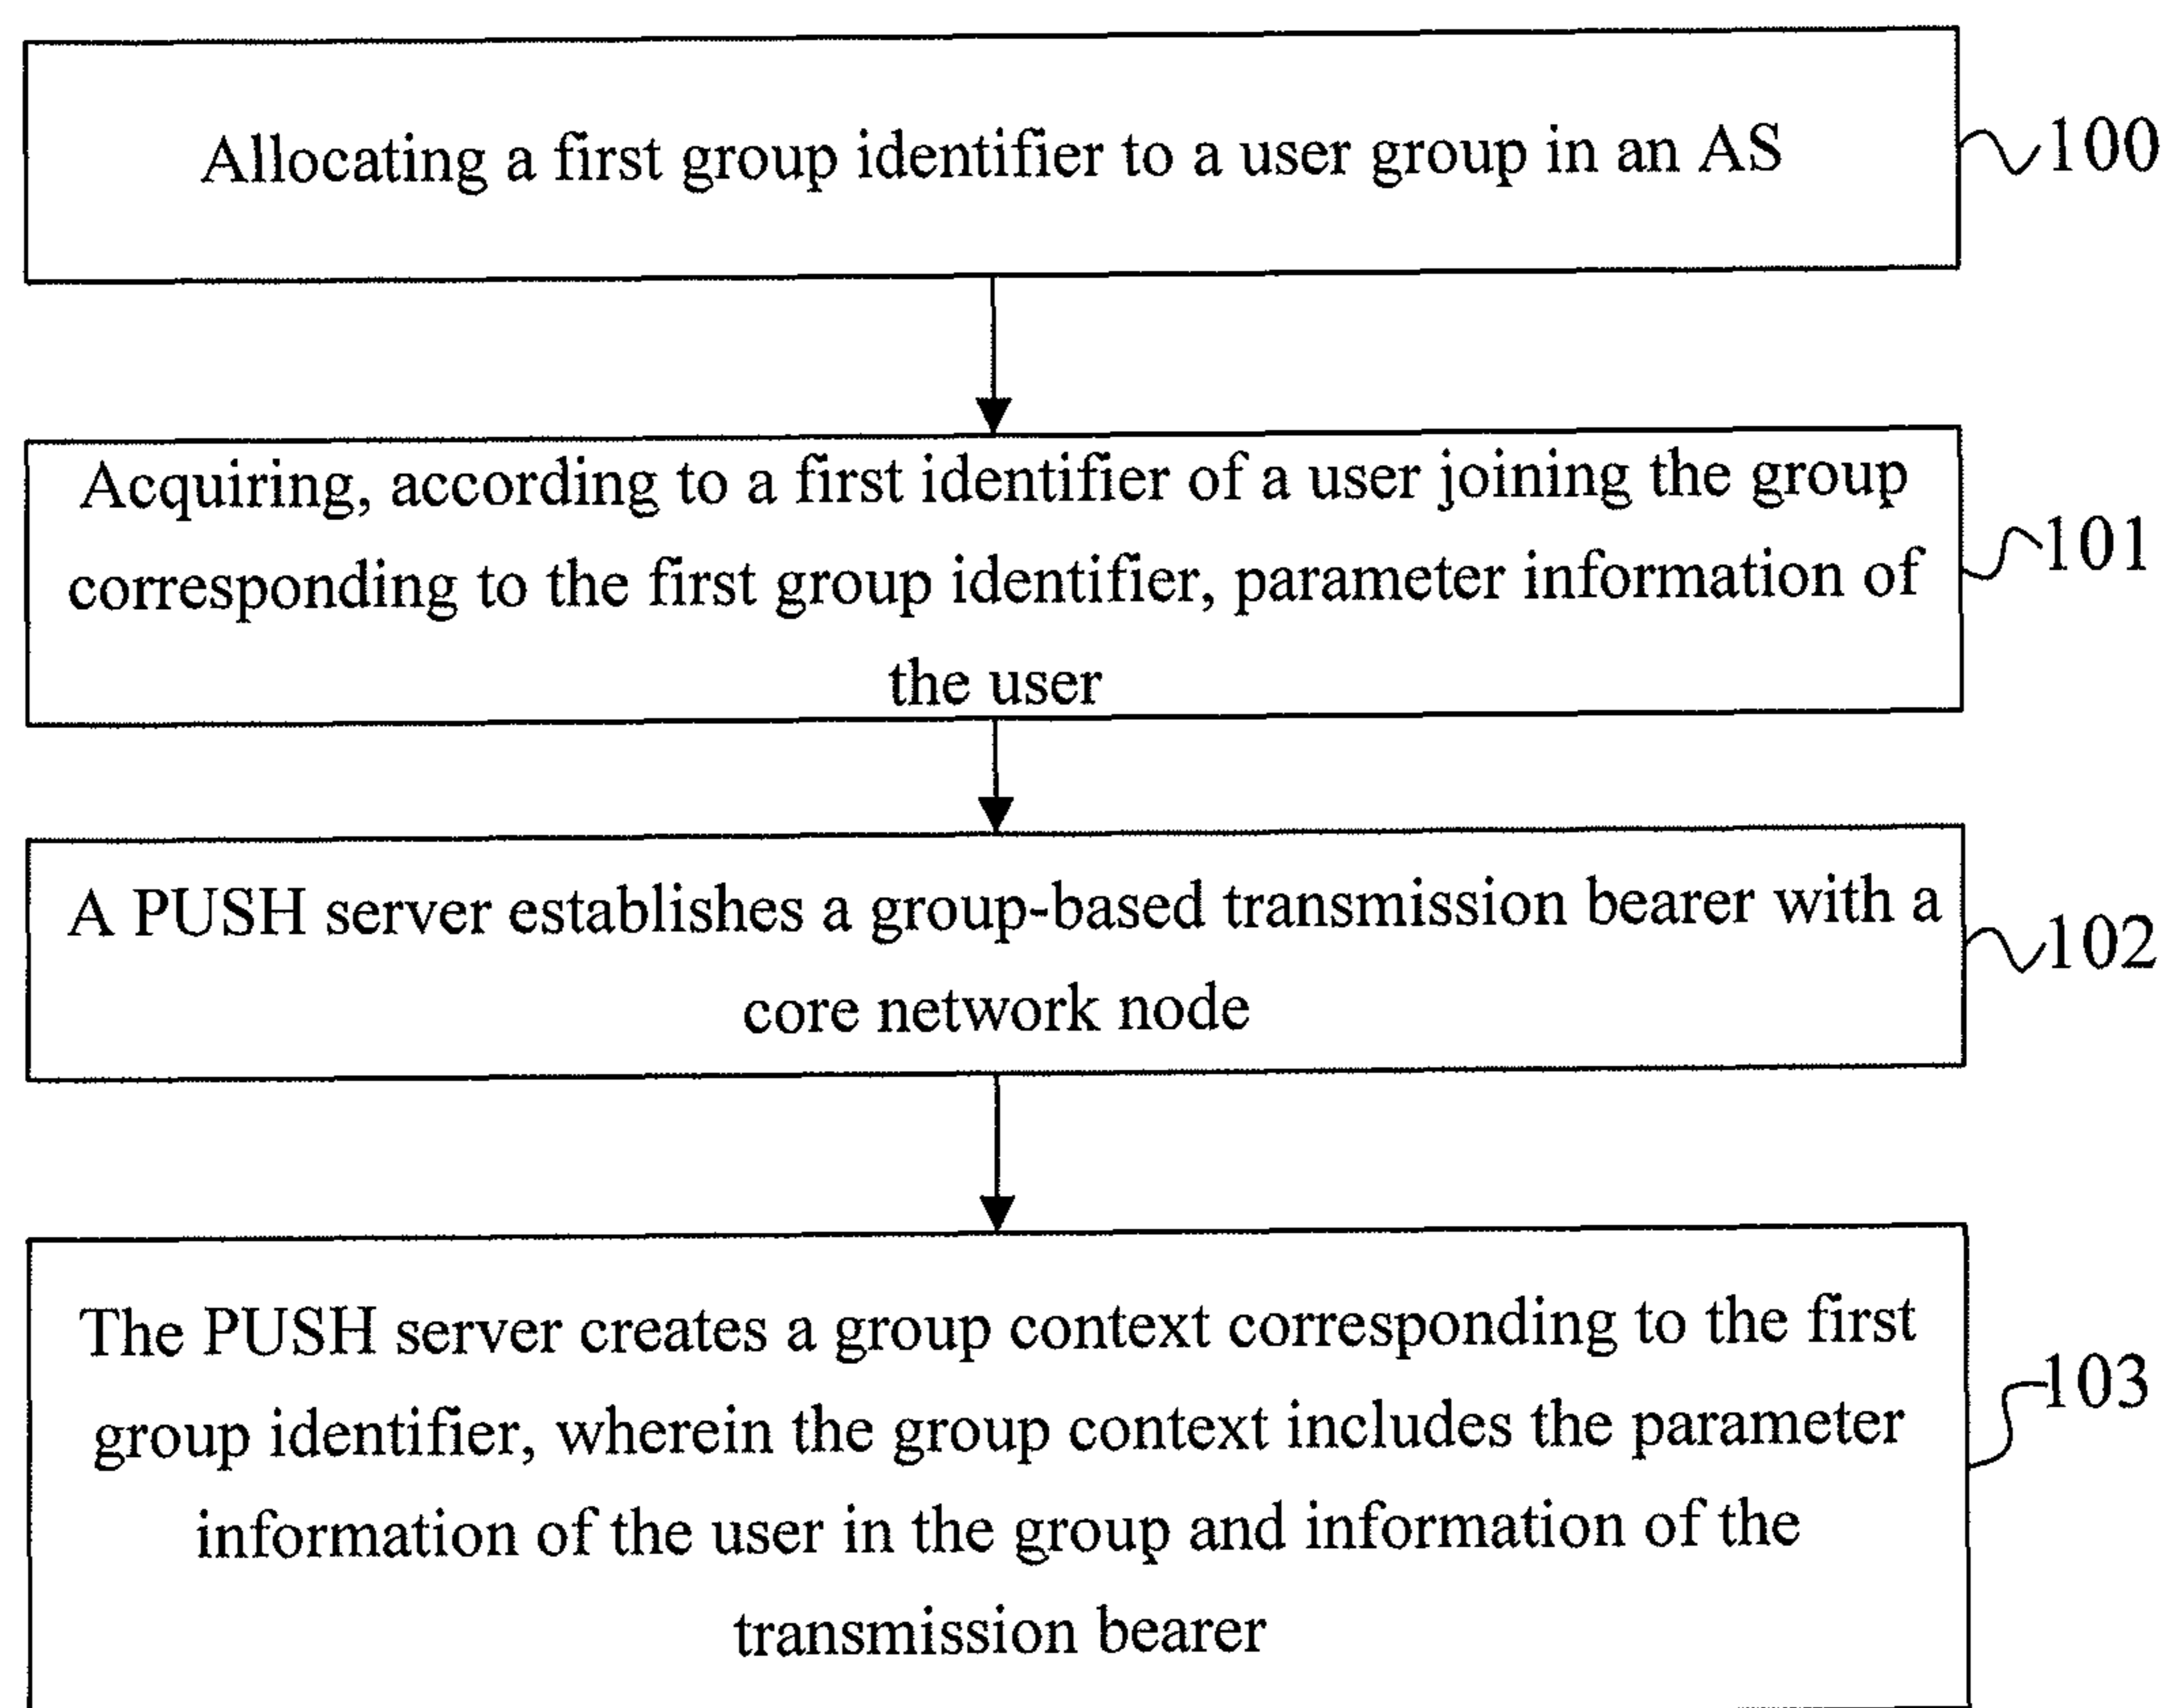 Allocating a first group identifier to a user group in an AS
100
Acquiring, according to a first identifier of a user joining the group
corresponding to the first group identifier, parameter information of
the user
101
A PUSH server establishes a group-based transmission bearer with a
core network node
102
The PUSH server creates a group context corresponding to the first
group identifier, wherein the group context includes the parameter
information of the user in the group and information of the
transmission bearer
103